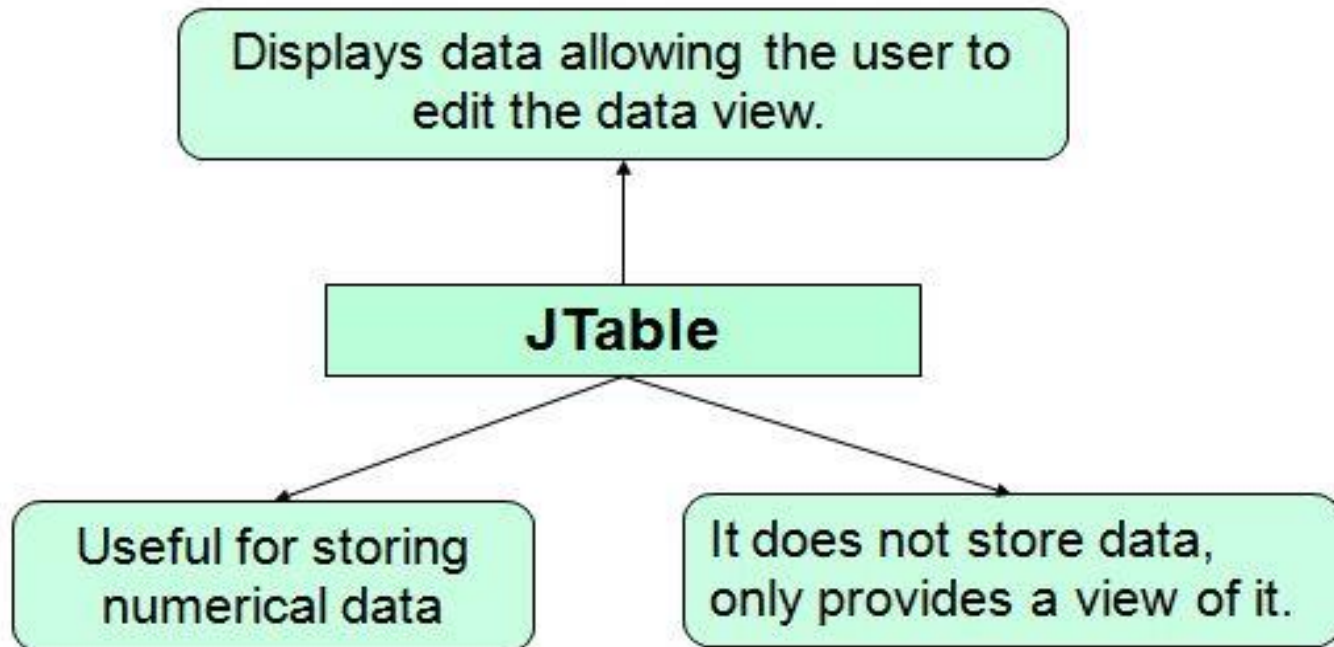 Displays data allowing the user to
edit the data view.
JTable
Useful for storing
numerical data
It does not store data,
only provides a view of it.